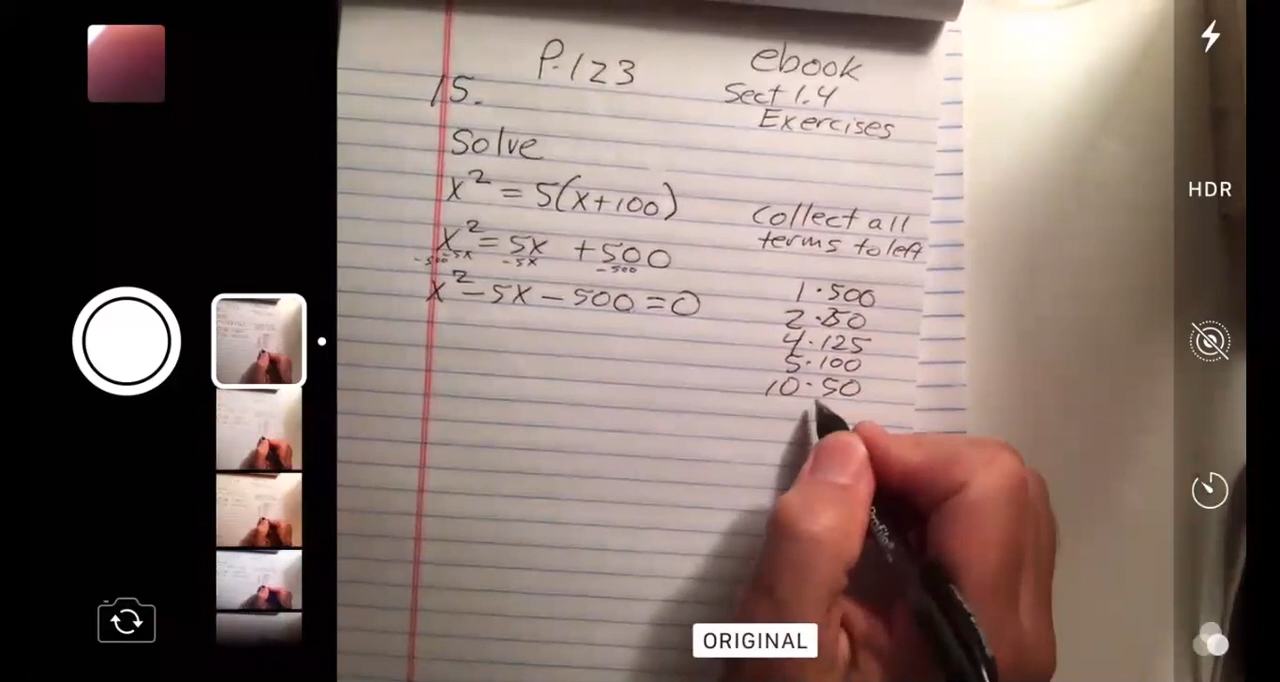 P.123
ebook
15.
Sect 1.4
Exercises
Solve
x² = 5(x+100)
collect all
terms to left
x² = 5x + 500
-500 -5x -5x -500
x² - 5x - 500 = 0
1·500
2·50
4·125
5·100
10·50
Profile
HDR
ORIGINAL